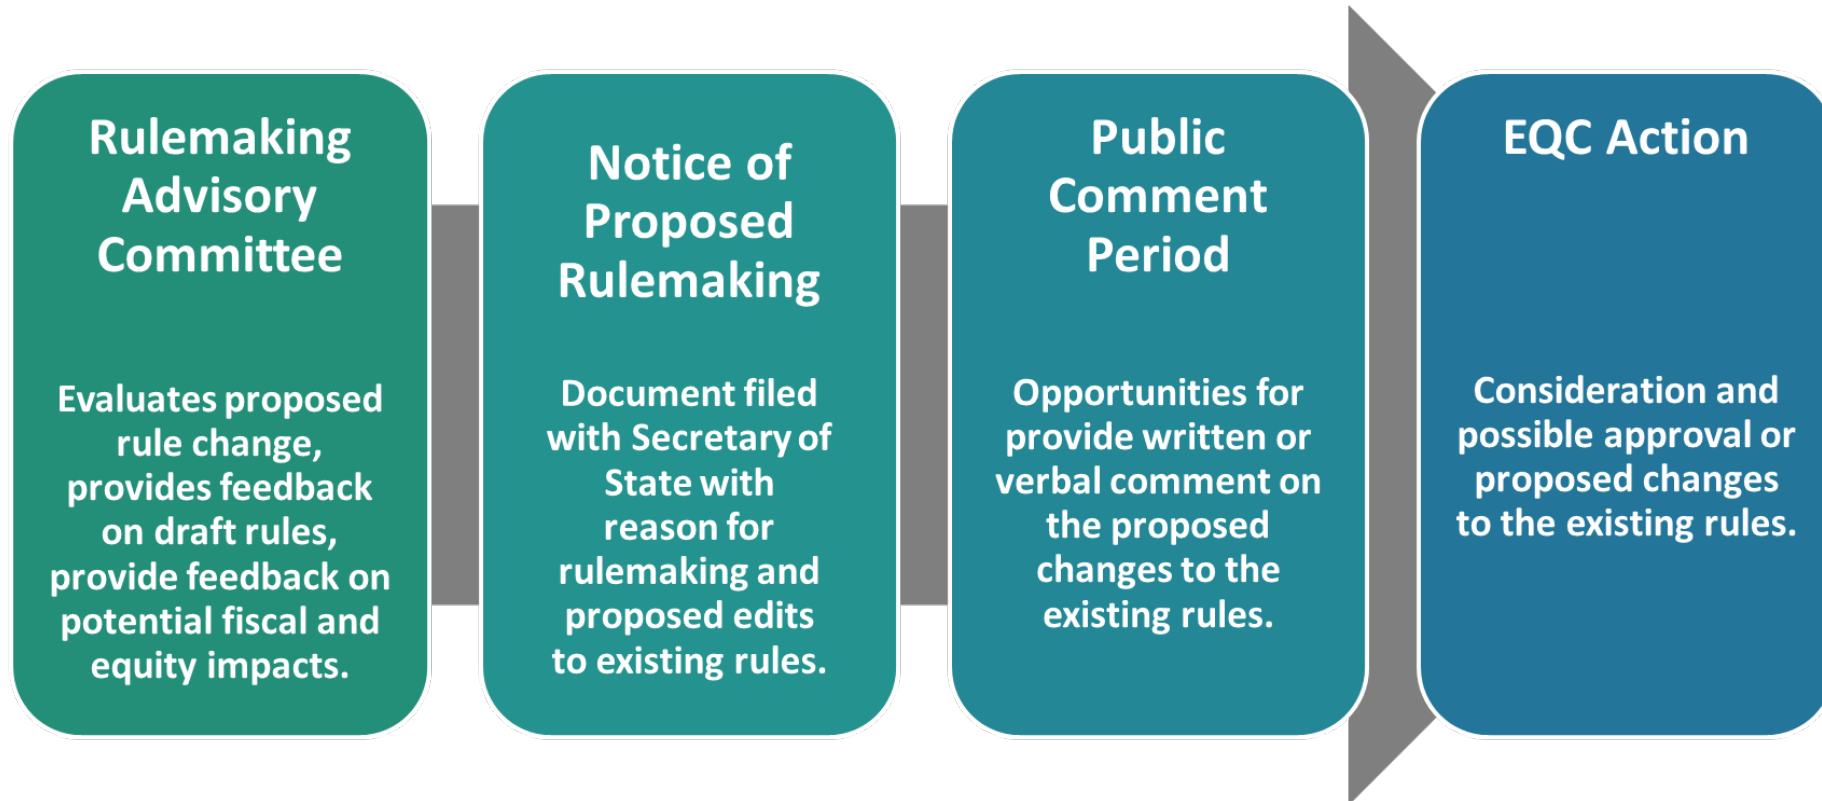 Rulemaking
Advisory
Committee
Evaluates proposed
rule change,
provides feedback
on draft rules,
provide feedback on
potential fiscal and
equity impacts.
Notice of
Proposed
Rulemaking
Document filed
with Secretary of
State with
reason for
rulemaking and
proposed edits
to existing rules.
Public
Comment
Period
Opportunities for
provide written or
verbal comment on
the proposed
changes to the
existing rules.
EQC Action
Consideration and
possible approval or
proposed changes
to the existing rules.